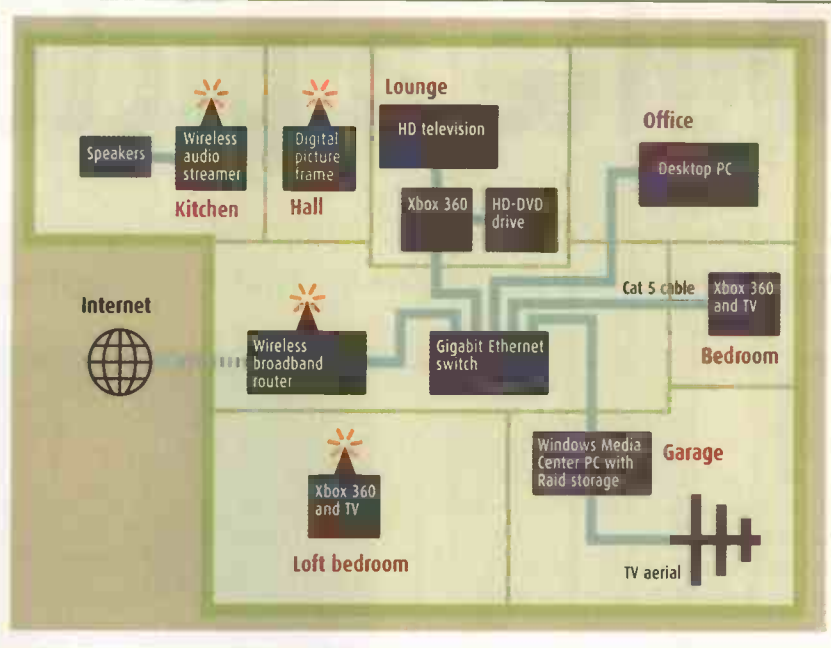 Lounge
HD television
Office
Wireless
audio
streamer
Digital
picture
frame
Speakers
Desktop PC
Kitchen
Hall
Xbox 360
HD-DVD
drive
Internet
Cat 5 cable
Xbox 360
and TV
Wireless
broadband
router
Gigabit Ethernet
switch
Bedroom
Windows Media
Center PC with
Raid storage
Garage
Xbox 360
and TV
Loft bedroom
TV aerial